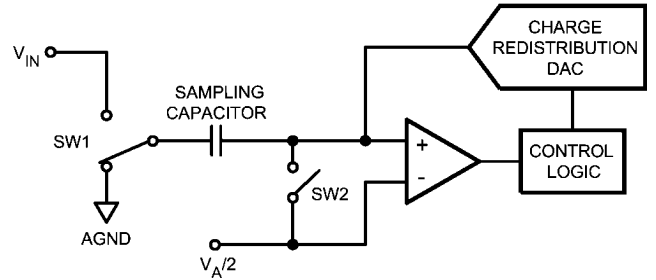 CHARGE
REDISTRIBUTION
DAC
V_IN
SAMPLING
CAPACITOR
SW1
+
-
CONTROL
LOGIC
SW2
AGND
V_A/2